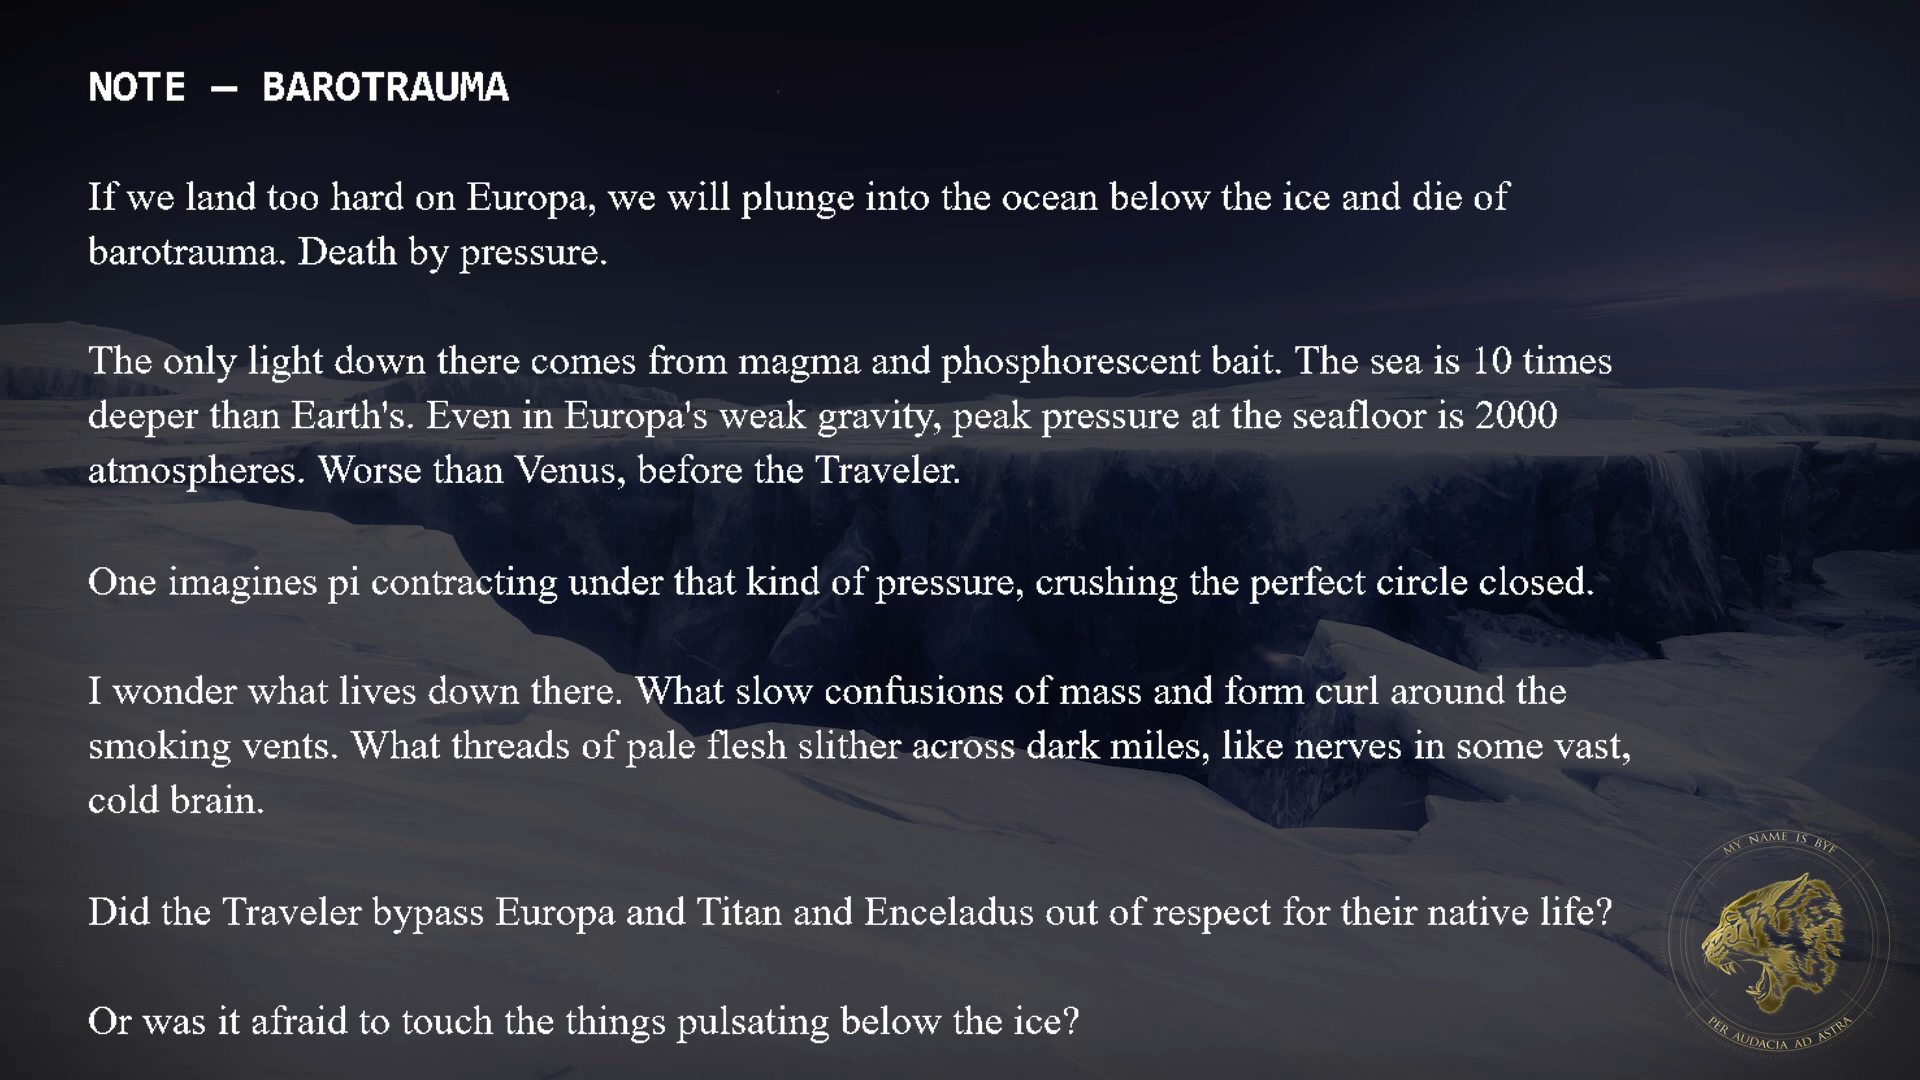 NOTE — BAROTRAUMA
If we land too hard on Europa, we will plunge into the ocean below the ice and die of
barotrauma. Death by pressure.
The only light down there comes from magma and phosphorescent bait. The sea is 10 times
deeper than Earth's. Even in Europa's weak gravity, peak pressure at the seafloor is 2000
atmospheres. Worse than Venus, before the Traveler.
One imagines pi contracting under that kind of pressure, crushing the perfect circle closed.
I wonder what lives down there. What slow confusions of mass and form curl around the
smoking vents. What threads of pale flesh slither across dark miles, like nerves in some vast,
cold brain.
Did the Traveler bypass Europa and Titan and Enceladus out of respect for their native life?
Or was it afraid to touch the things pulsating below the ice?
MY NAME IS BYF
PER AUDACIA AD ASTRA